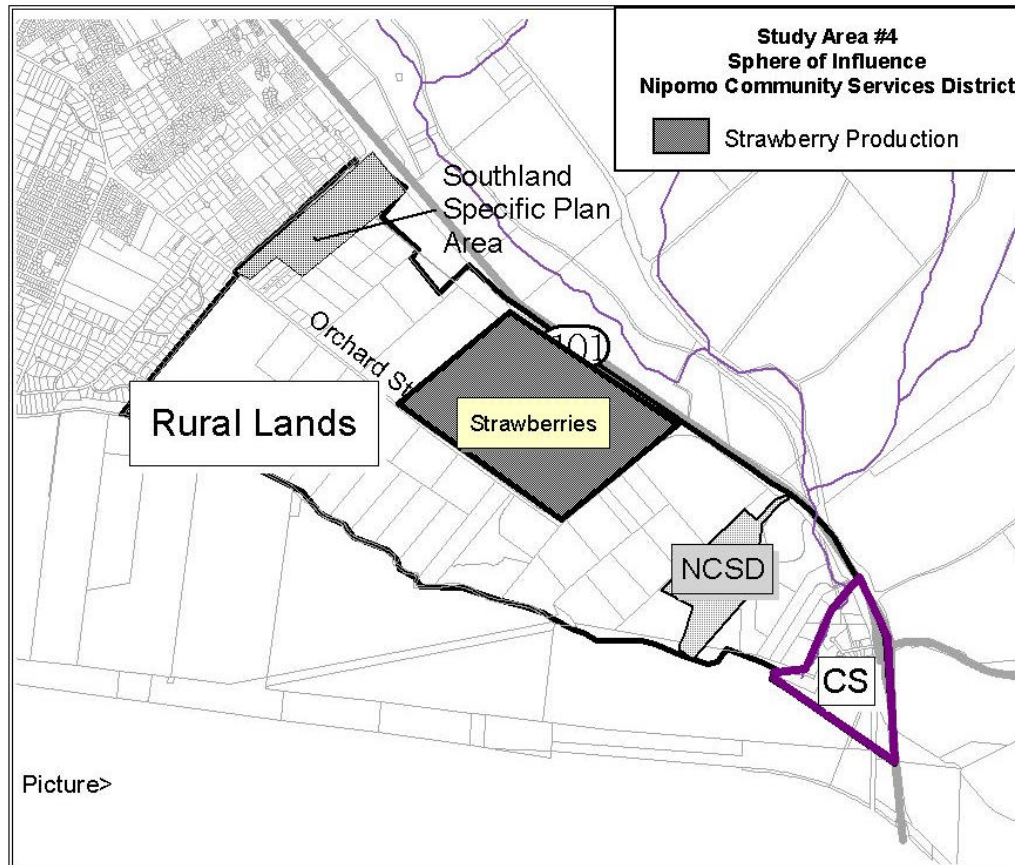 Study Area #4
Sphere of Influence
Nipomo Community Services District
Strawberry Production
Southland
Specific Plan
Area
Orchard St
101
Rural Lands
Strawberries
NCSD
CS
Picture>